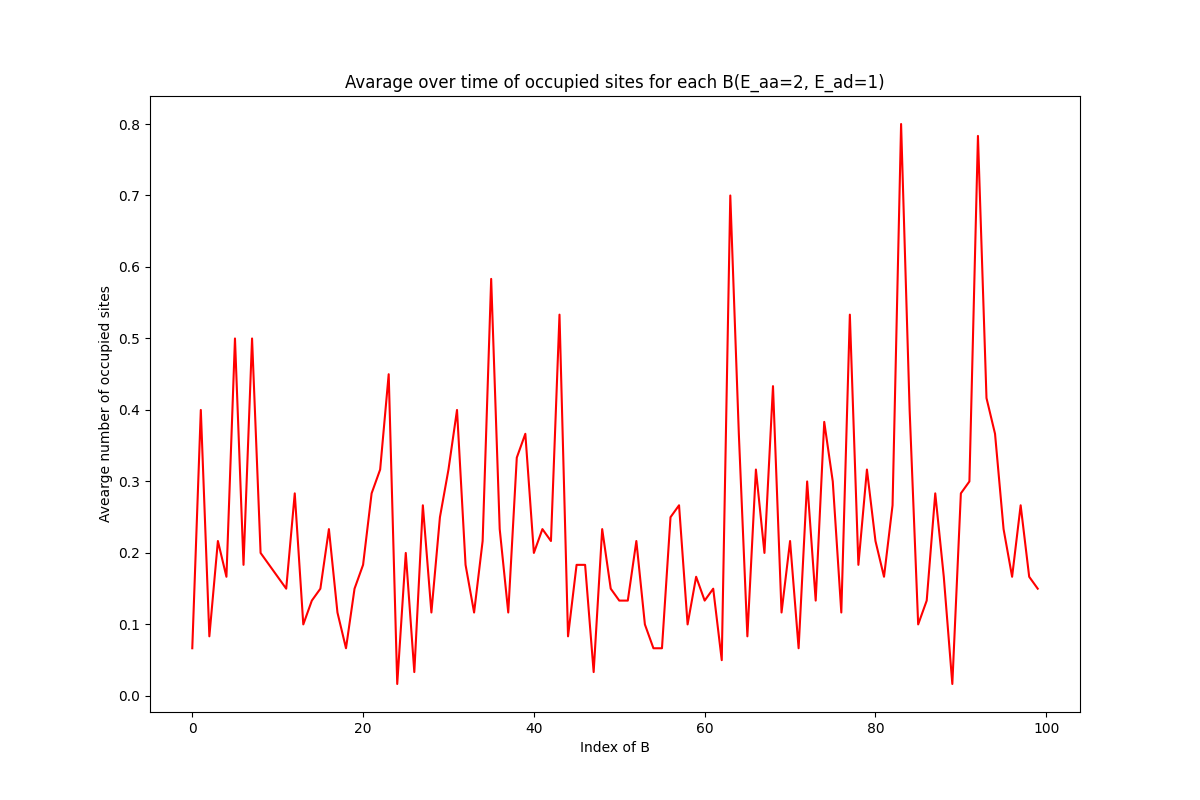 Avarage over time of occupied sites for each B(E_aa=2, E_ad=1)
0.8
0.7
0.6
0.5
0.4
0.3
0.2
0.1
0.0
Avearge number of occupied sites
0 20 40 60 80 100
Index of B